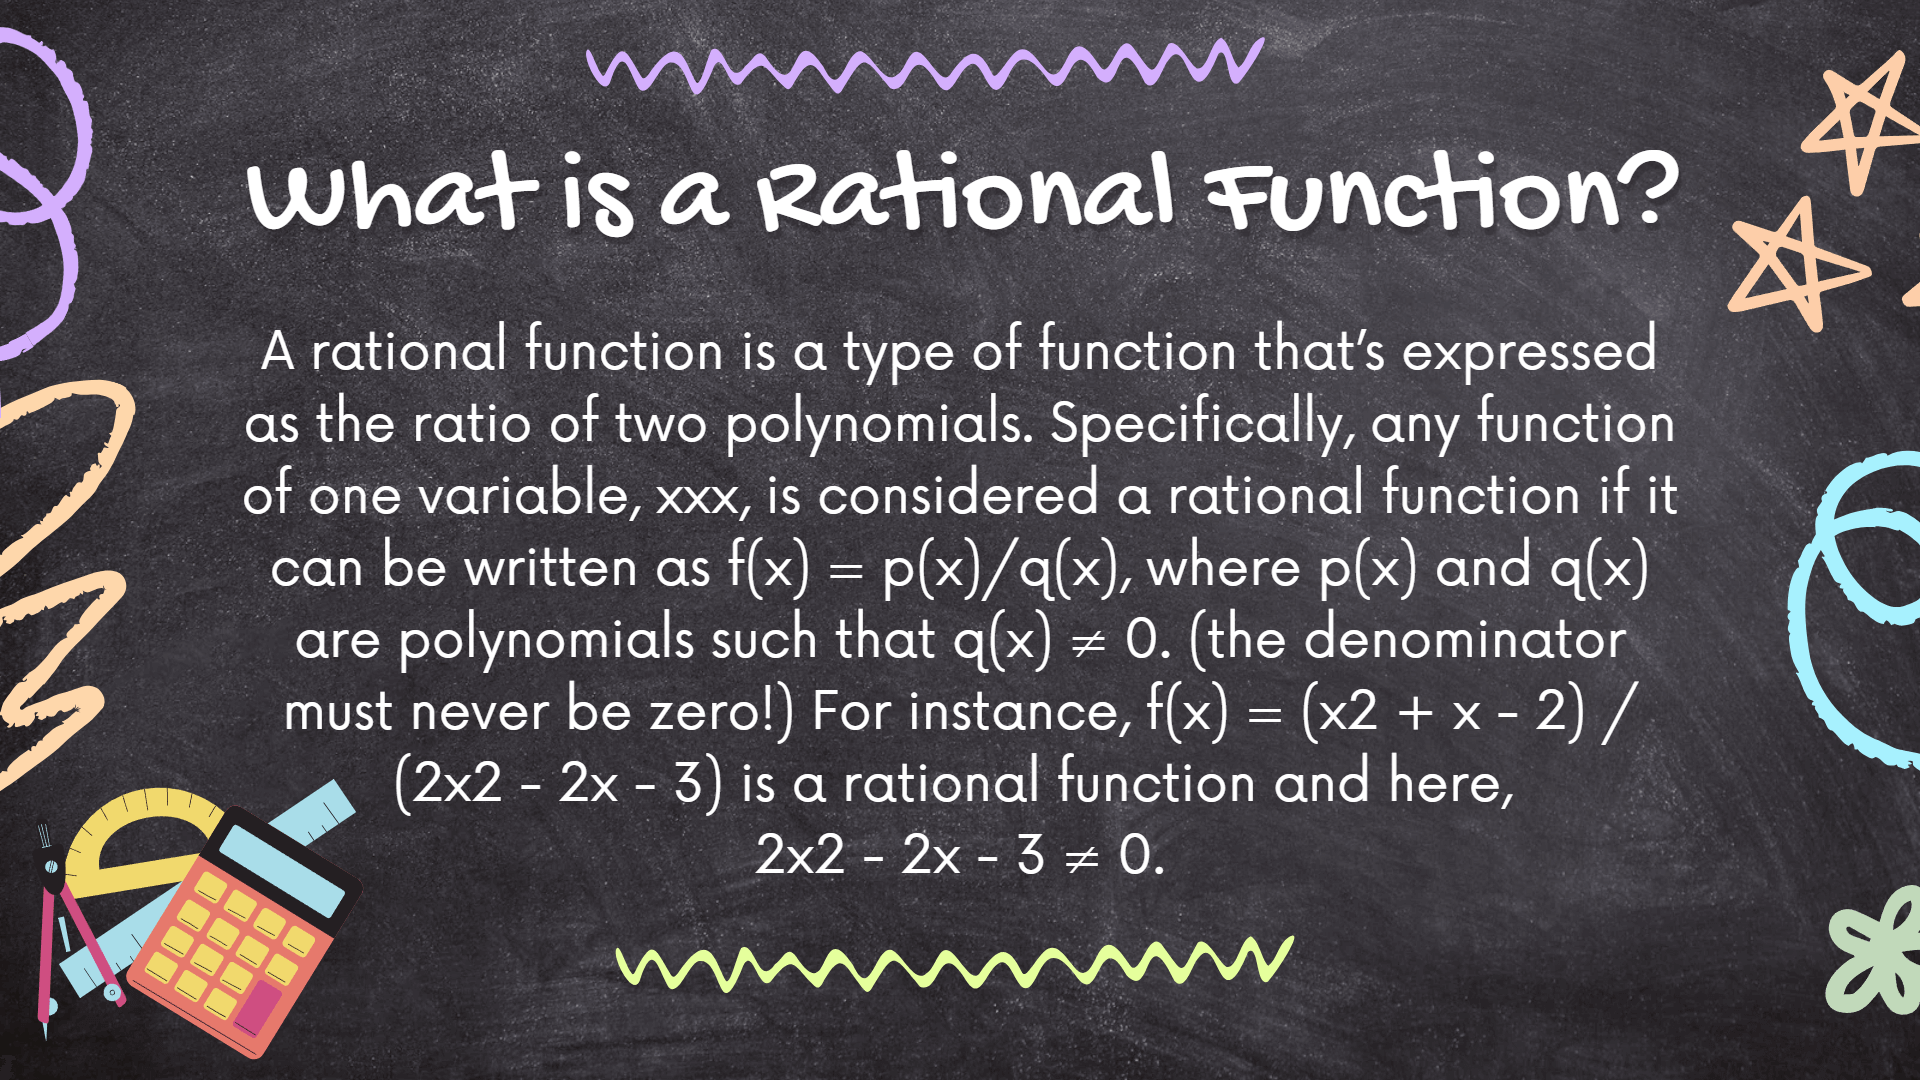 What is a Rational Function?
A rational function is a type of function that’s expressed
as the ratio of two polynomials. Specifically, any function
of one variable, xxx, is considered a rational function if it
can be written as f(x) = p(x)/q(x), where p(x) and q(x)
are polynomials such that q(x) ≠ 0. (the denominator
must never be zero!) For instance, f(x) = (x2 + x - 2) /
(2x2 - 2x - 3) is a rational function and here,
2x2 - 2x - 3 ≠ 0.